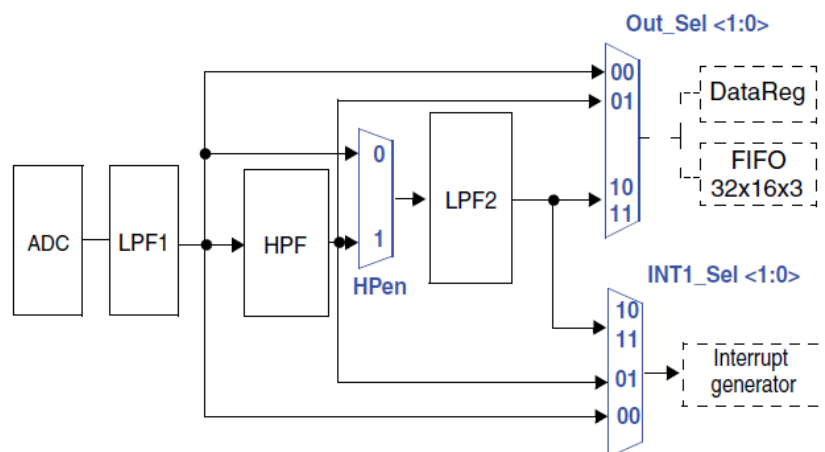 Out_Sel <1:0>
00
01
10
11
DataReg
FIFO
32x16x3
ADC
LPF1
HPF
0
1
HPen
LPF2
INT1_Sel <1:0>
10
11
01
00
Interrupt
generator